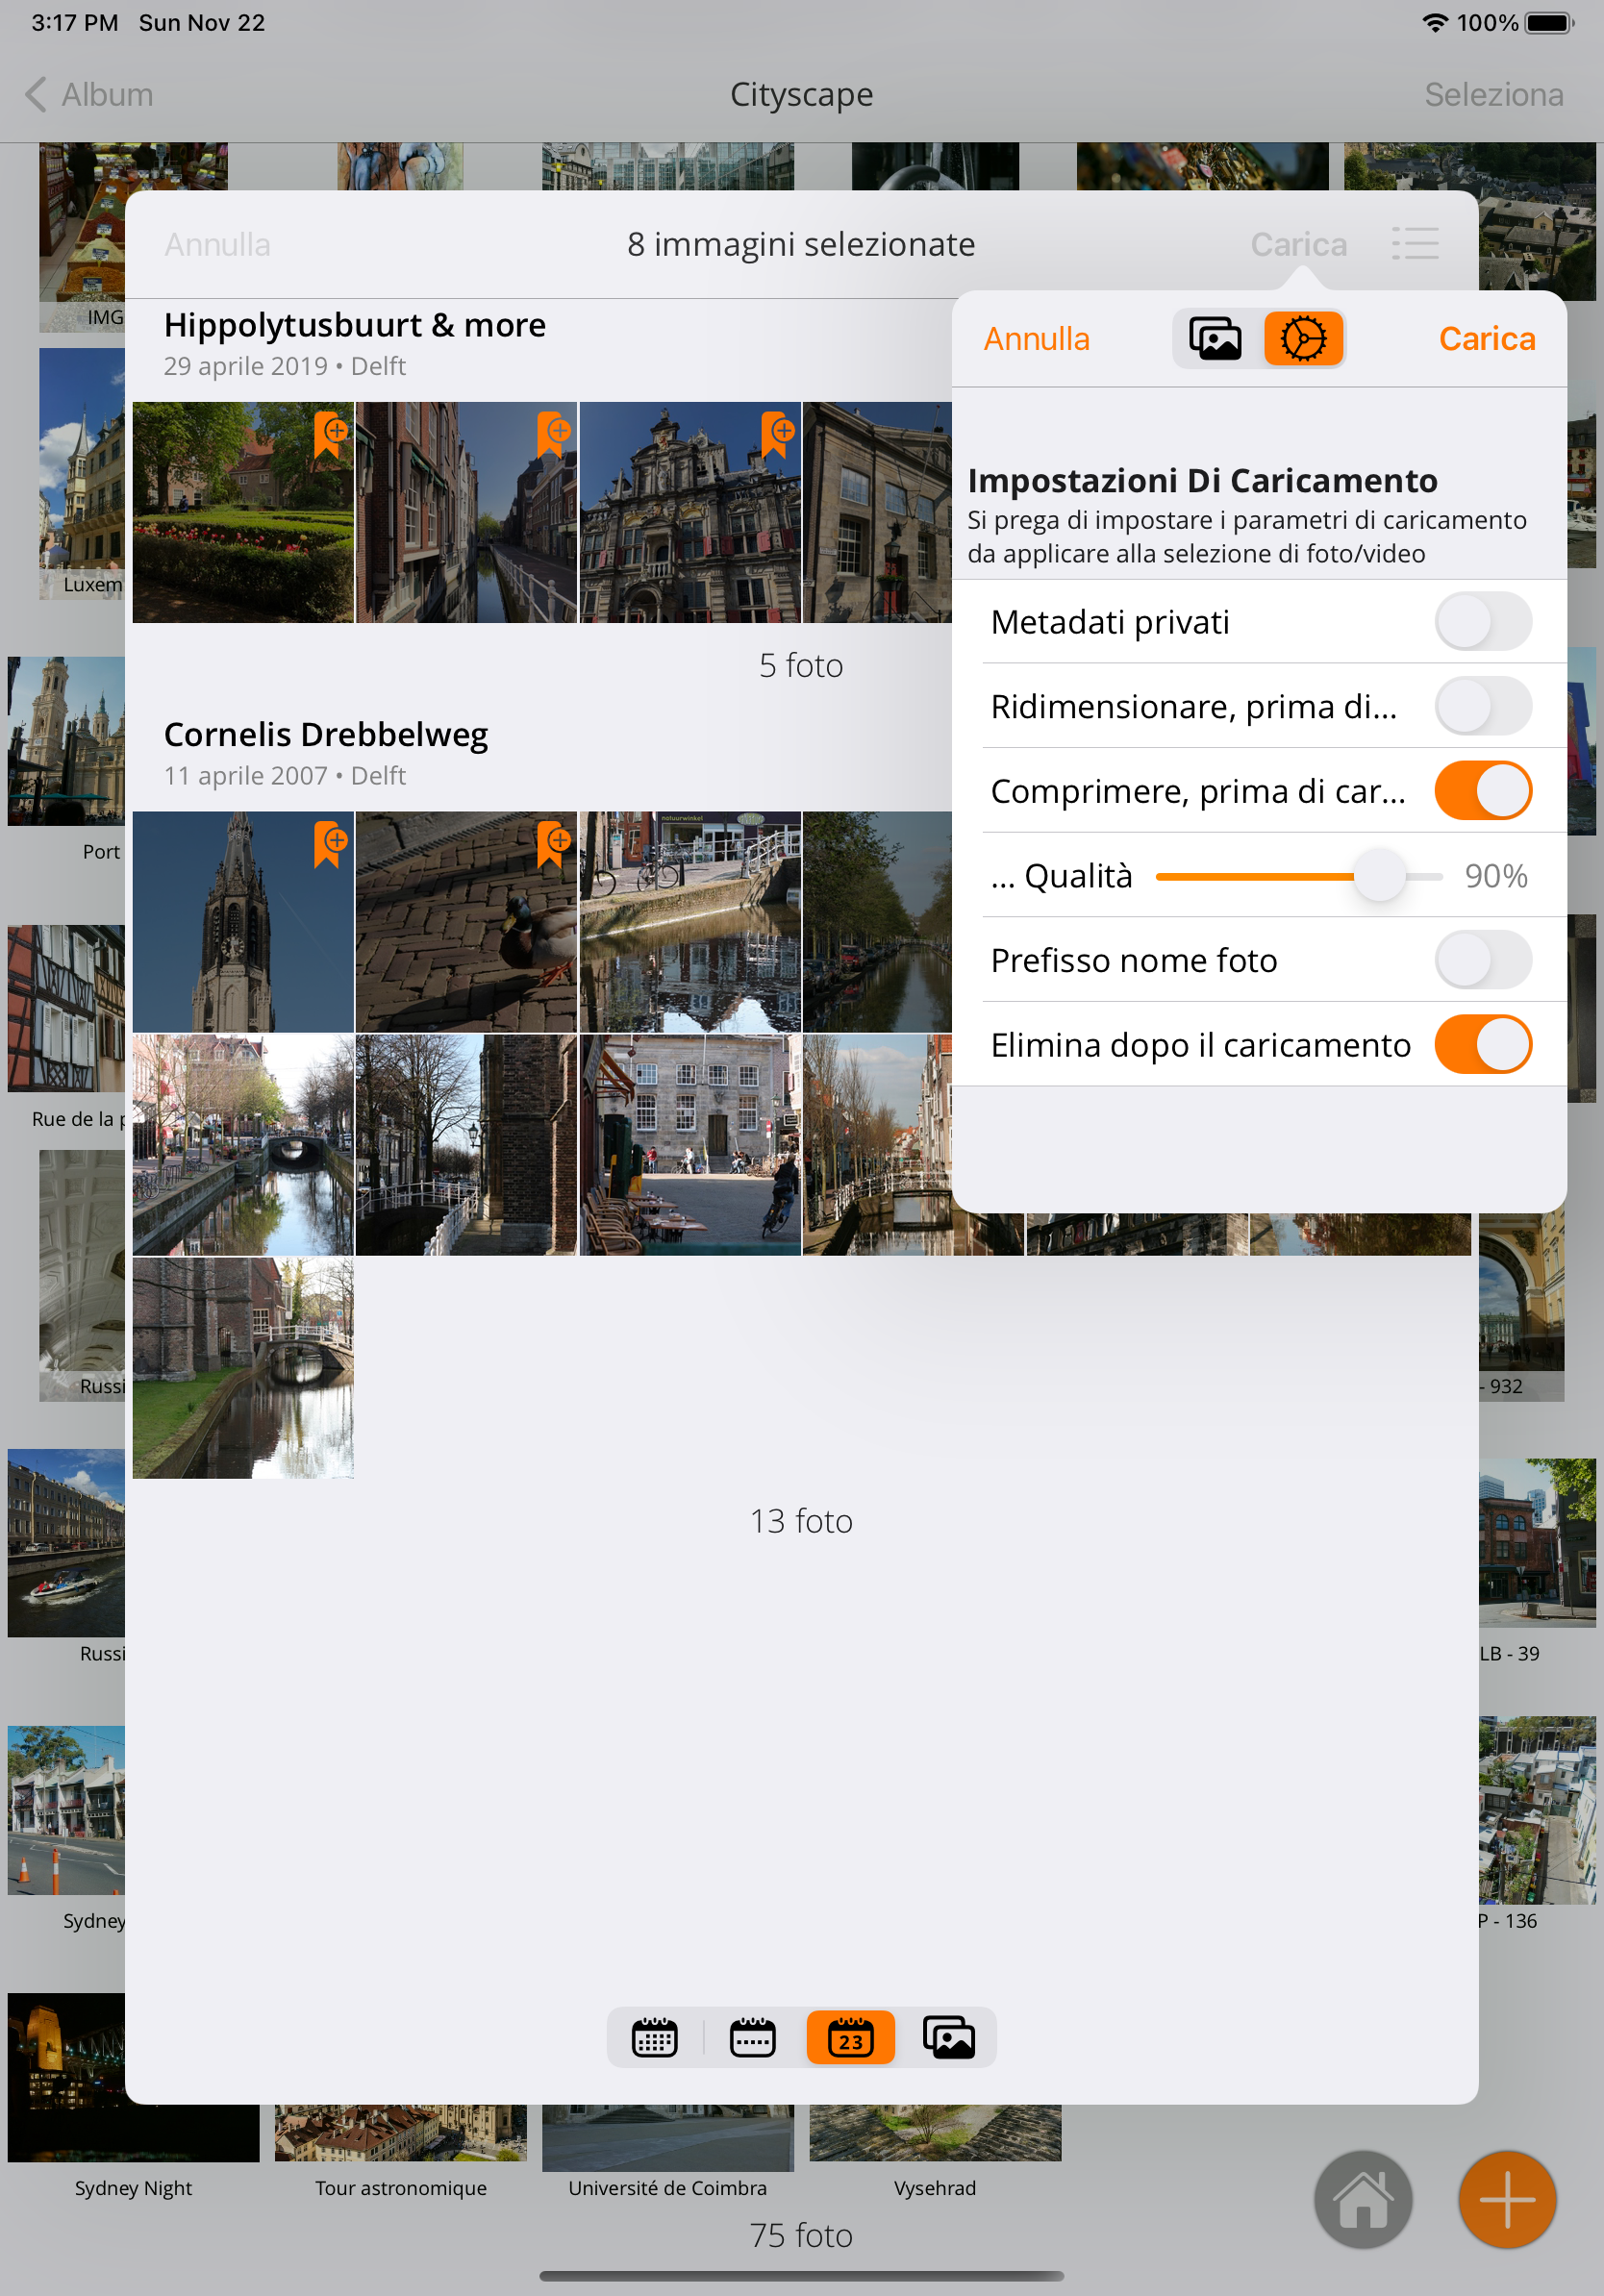 3:17 PM Sun Nov 22
100%
Album
Cityscape
Seleziona
Annulla
8 immagini selezionate
Carica
IMG
Hippolytusbuurt & more
29 aprile 2019 • Delft
Annulla
Carica
Impostazioni Di Caricamento
Si prega di impostare i parametri di caricamento
da applicare alla selezione di foto/video
Luxem
Metadati privati
5 foto
Ridimensionare, prima di...
Cornelis Drebbelweg
11 aprile 2007 • Delft
Comprimere, prima di car...
natuurwinkel
Port
... Qualità
90%
Prefisso nome foto
Elimina dopo il caricamento
Rue de la p
Russi
- 932
13 foto
Russi
LB - 39
Sydney
P - 136
23
Sydney Night
Tour astronomique
Université de Coimbra
Vysehrad
75 foto